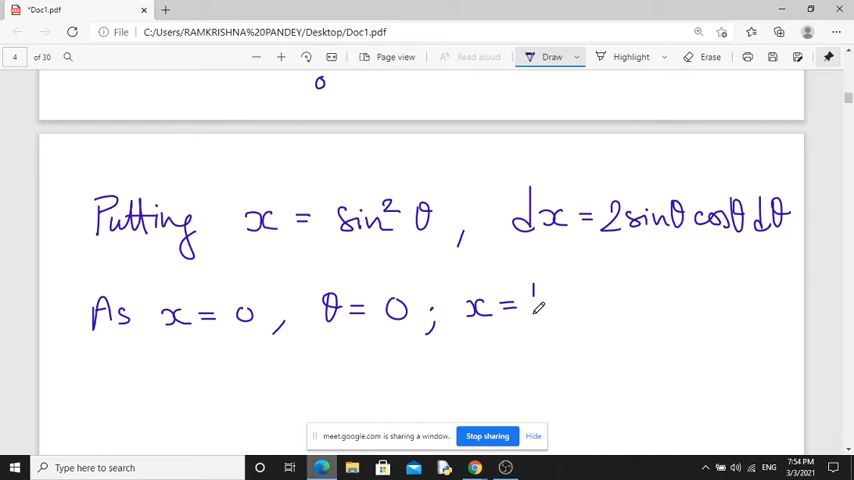 *Doc1.pdf
File C:/Users/RAMKRISHNA%20PANDEY/Desktop/Doc1.pdf
4 of 30 Page view Read aloud Draw Highlight Erase
0
Putting x = sin² θ , dx = 2sinθ cosθ dθ
As x = 0 , θ = 0 ; x = 1
meet.google.com is sharing a window. Stop sharing Hide
Type here to search
ENG
7:54 PM
3/3/2021